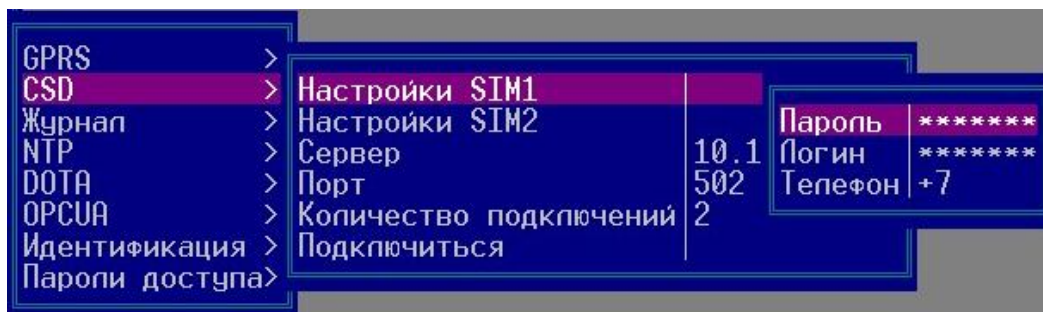 GPRS >
CSD >
Журнал >
NTP >
DOTA >
OPCUA >
Идентификация >
Пароли доступа>
Настройки SIM1
Настройки SIM2
Сервер 10.1
Порт 502
Количество подключений 2
Подключиться
Пароль *******
Логин *******
Телефон +7